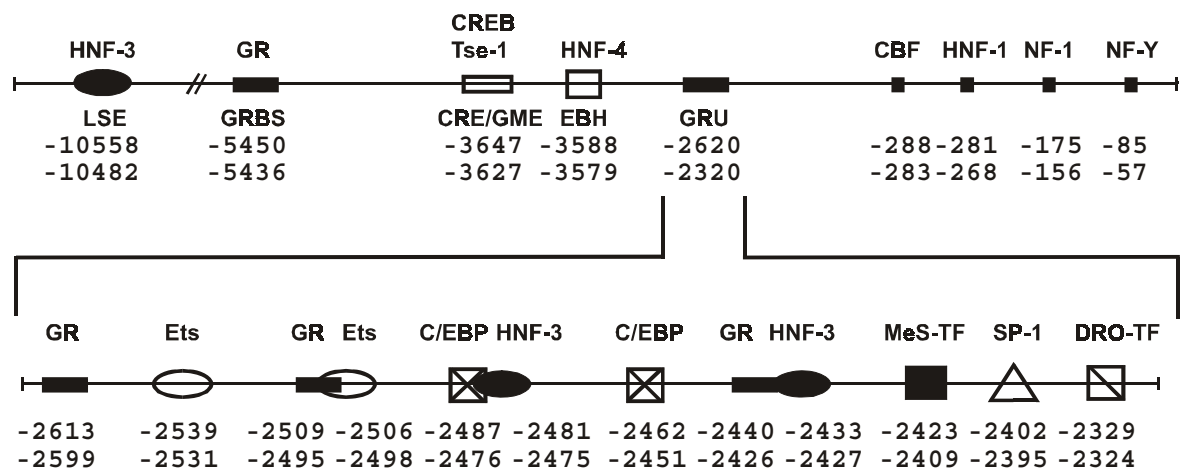 CREB
HNF-3 GR Tse-1 HNF-4 CBF HNF-1 NF-1 NF-Y
LSE GRBS CRE/GME EBH GRU
-10558 -5450 -3647 -3588 -2620 -288 -281 -175 -85
-10482 -5436 -3627 -3579 -2320 -283 -268 -156 -57
GR Ets GR Ets C/EBP HNF-3 C/EBP GR HNF-3 MeS-TF SP-1 DRO-TF
-2613 -2539 -2509 -2506 -2487 -2481 -2462 -2440 -2433 -2423 -2402 -2329
-2599 -2531 -2495 -2498 -2476 -2475 -2451 -2426 -2427 -2409 -2395 -2324